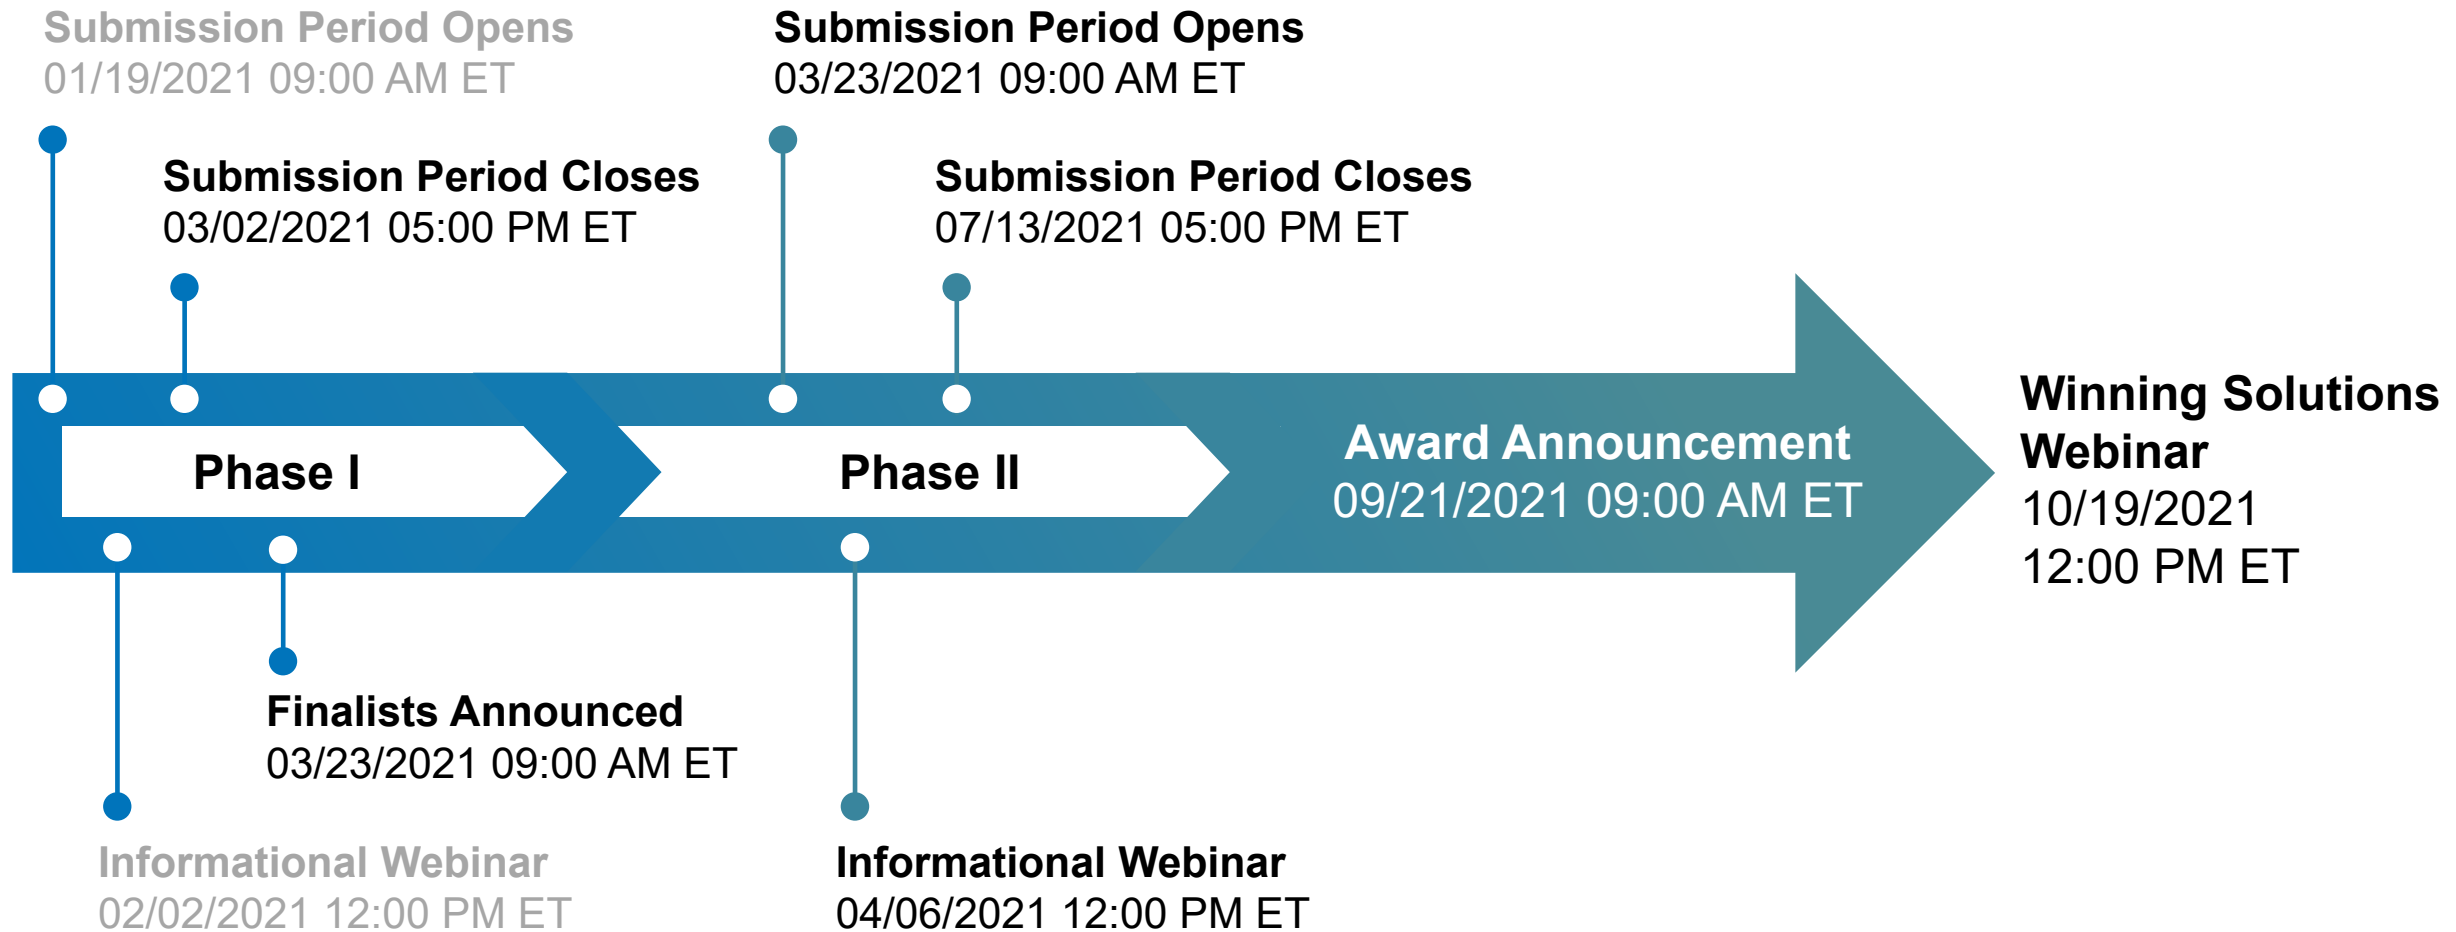 Submission Period Opens
01/19/2021 09:00 AM ET
Submission Period Closes
03/02/2021 05:00 PM ET
Submission Period Opens
03/23/2021 09:00 AM ET
Submission Period Closes
07/13/2021 05:00 PM ET
Phase I
Phase II
Award Announcement
09/21/2021 09:00 AM ET
Winning Solutions
Webinar
10/19/2021
12:00 PM ET
Finalists Announced
03/23/2021 09:00 AM ET
Informational Webinar
02/02/2021 12:00 PM ET
Informational Webinar
04/06/2021 12:00 PM ET